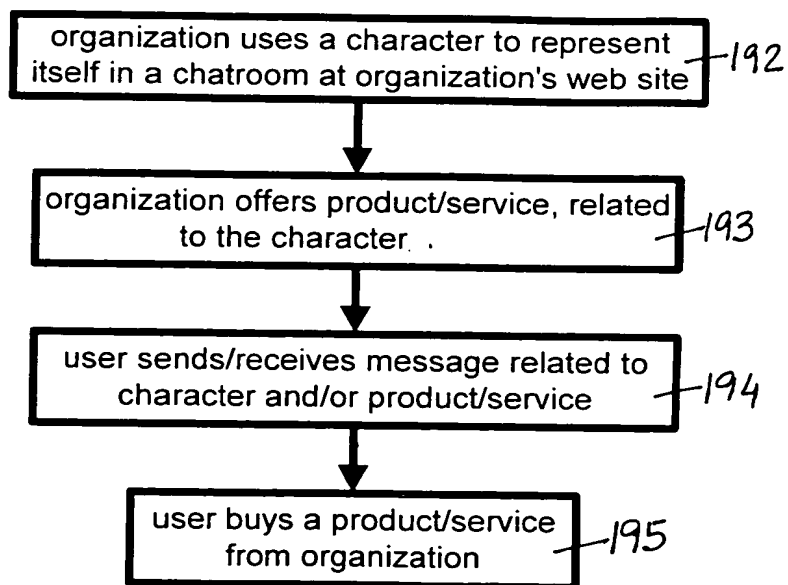 organization uses a character to represent
itself in a chatroom at organization's web site
192
organization offers product/service, related
to the character .
193
user sends/receives message related to
character and/or product/service
194
user buys a product/service
from organization
195